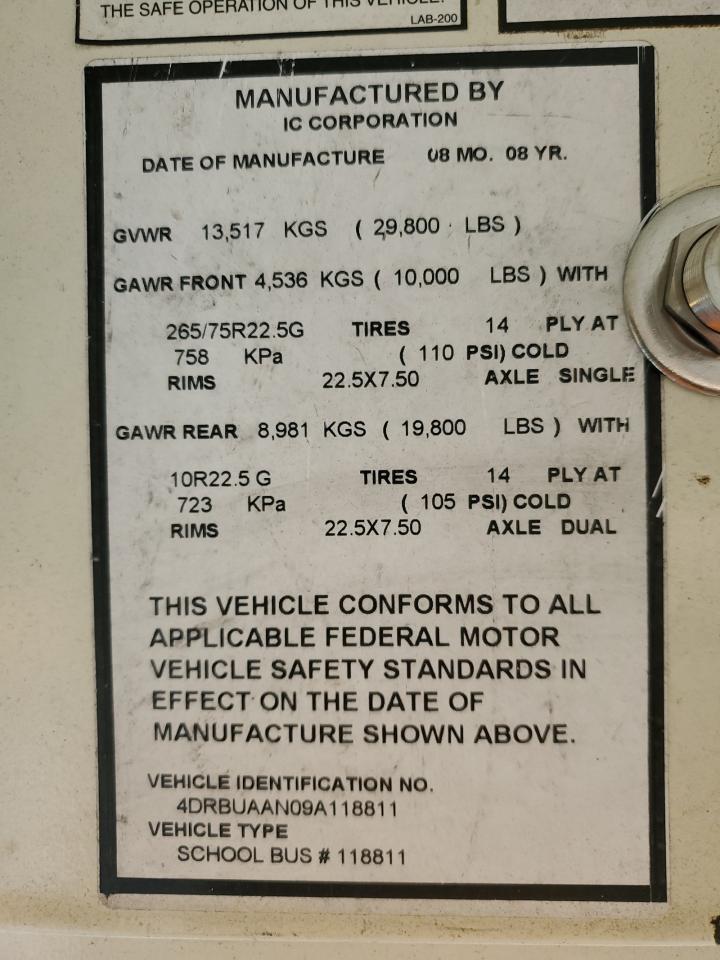 THE SAFE OPERATION OF THIS VEHICLE.
LAB-200
MANUFACTURED BY
IC CORPORATION
DATE OF MANUFACTURE 08 MO. 08 YR.
GVWR 13,517 KGS ( 29,800 LBS )
GAWR FRONT 4,536 KGS ( 10,000 LBS ) WITH
265/75R22.5G TIRES 14 PLY AT
758 KPa ( 110 PSI) COLD
RIMS 22.5X7.50 AXLE SINGLE
GAWR REAR 8,981 KGS ( 19,800 LBS ) WITH
10R22.5 G TIRES 14 PLY AT
723 KPa ( 105 PSI) COLD
RIMS 22.5X7.50 AXLE DUAL
THIS VEHICLE CONFORMS TO ALL
APPLICABLE FEDERAL MOTOR
VEHICLE SAFETY STANDARDS IN
EFFECT ON THE DATE OF
MANUFACTURE SHOWN ABOVE.
VEHICLE IDENTIFICATION NO.
4DRBUAAN09A118811
VEHICLE TYPE
SCHOOL BUS # 118811